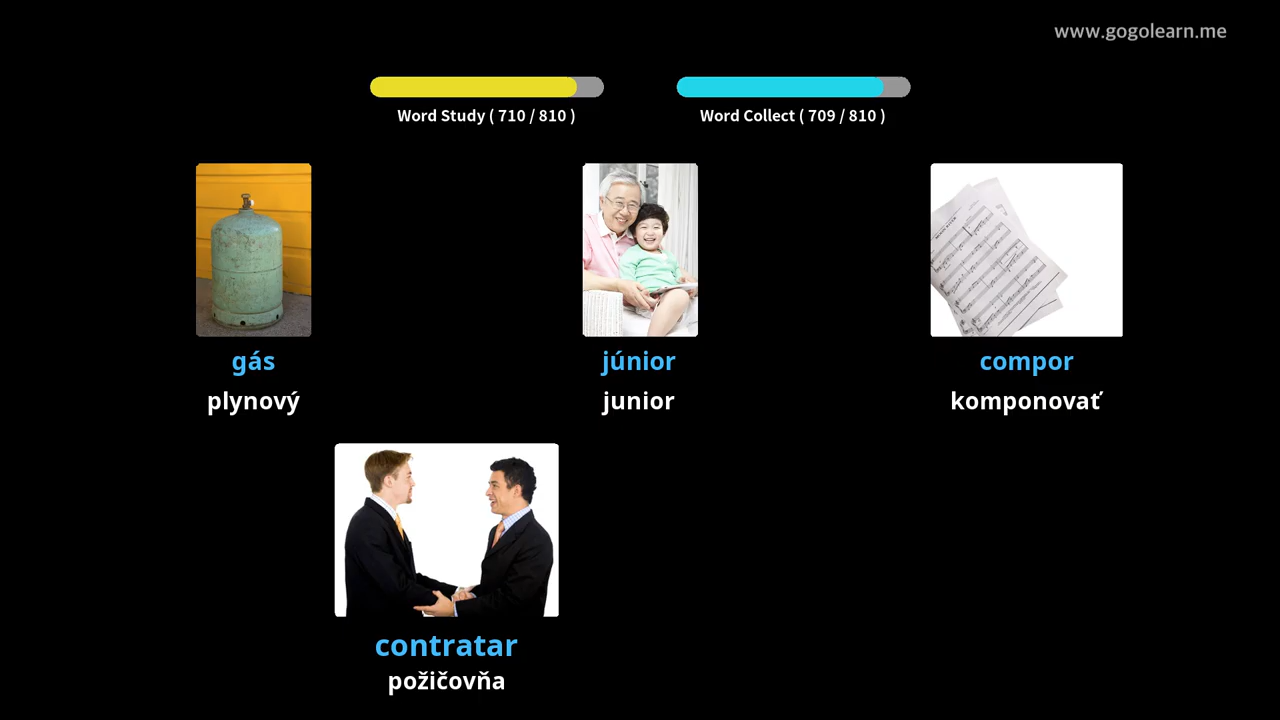 www.gogolearn.me
Word Study ( 710 / 810 )
Word Collect ( 709 / 810 )
gás
júnior
compor
plynový
junior
komponovať
contratar
požičovňa